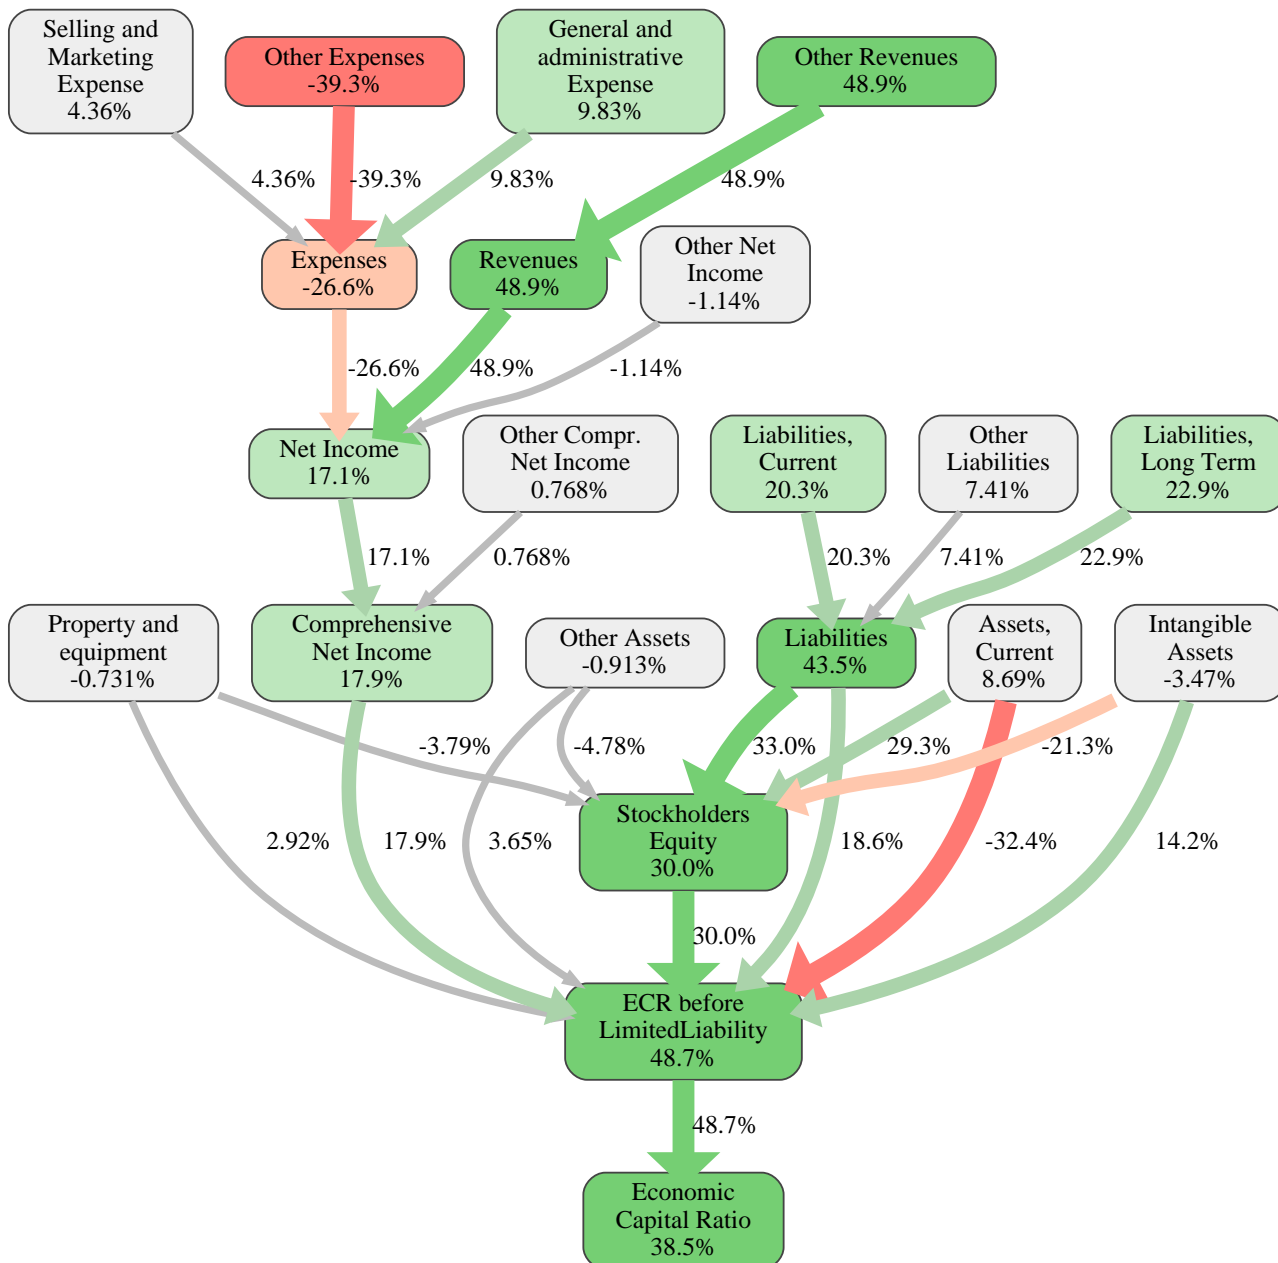 Selling and
Marketing
Expense
4.36%
Other Expenses
-39.3%
General and
administrative
Expense
9.83%
Other Revenues
48.9%
4.36%
-39.3%
9.83%
48.9%
Expenses
-26.6%
Revenues
48.9%
Other Net
Income
-1.14%
-26.6%
48.9%
-1.14%
Net Income
17.1%
Other Compr.
Net Income
0.768%
Liabilities,
Current
20.3%
Other
Liabilities
7.41%
Liabilities,
Long Term
22.9%
17.1%
0.768%
20.3%
7.41%
22.9%
Property and
equipment
-0.731%
Comprehensive
Net Income
17.9%
Other Assets
-0.913%
Liabilities
43.5%
Assets,
Current
8.69%
Intangible
Assets
-3.47%
-3.79%
-4.78%
33.0%
29.3%
-21.3%
2.92%
17.9%
3.65%
Stockholders
Equity
30.0%
18.6%
-32.4%
14.2%
30.0%
ECR before
LimitedLiability
48.7%
48.7%
Economic
Capital Ratio
38.5%